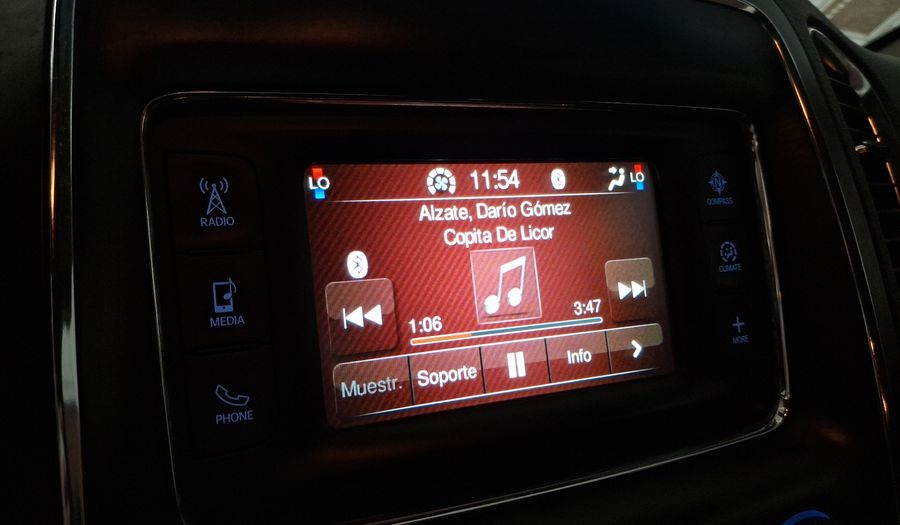 LO 11:54 LO
Alzate, Darío Gómez
Copita De Licor
1:06 3:47
Muestr. Soporte Info
RADIO
MEDIA
PHONE
COMPASS
CLIMATE
MORE